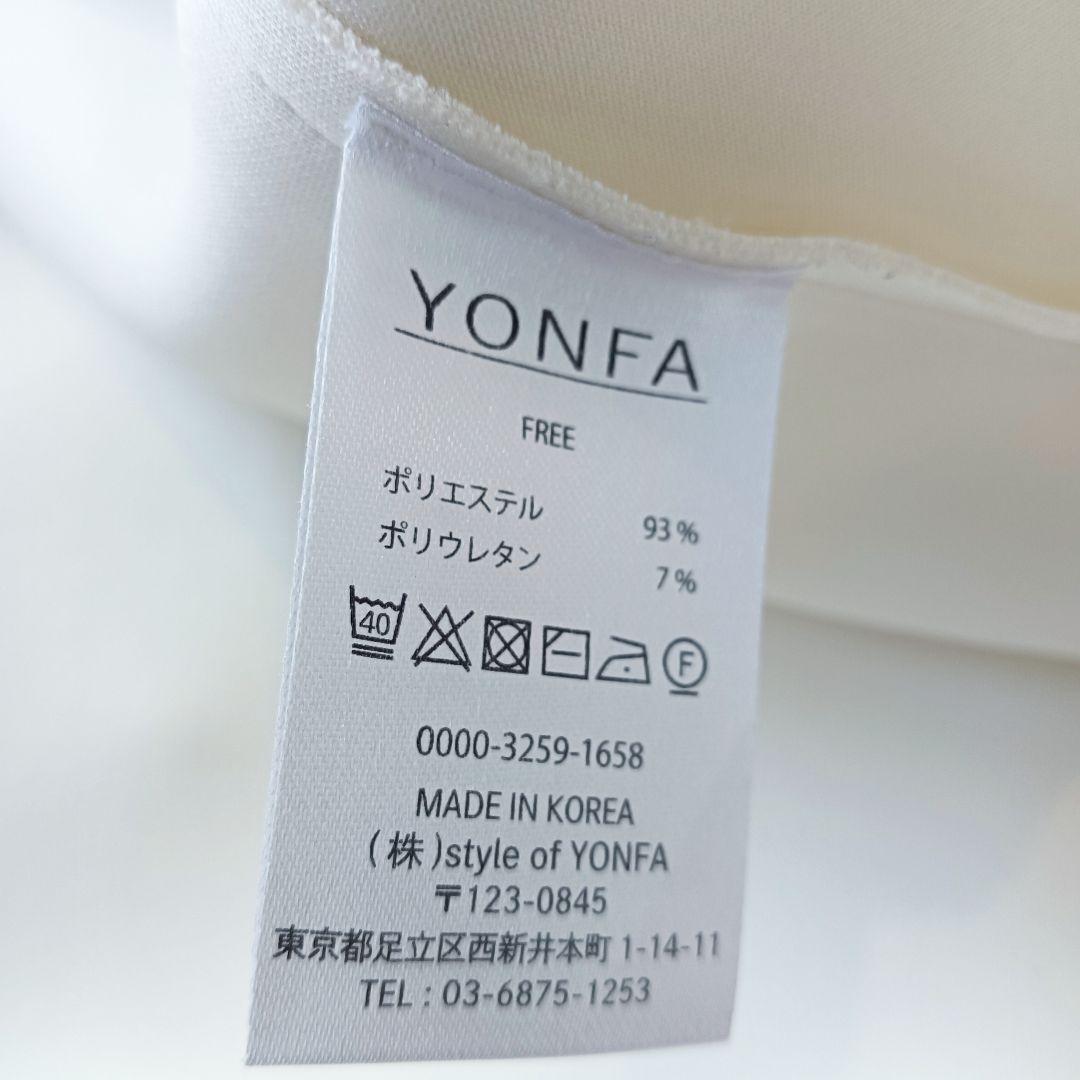 YONFA
FREE
ポリエステル 93%
ポリウレタン 7%
40 F
0000-3259-1658
MADE IN KOREA
(株)style of YONFA
〒123-0845
東京都足立区西新井本町 1-14-11
TEL : 03-6875-1253